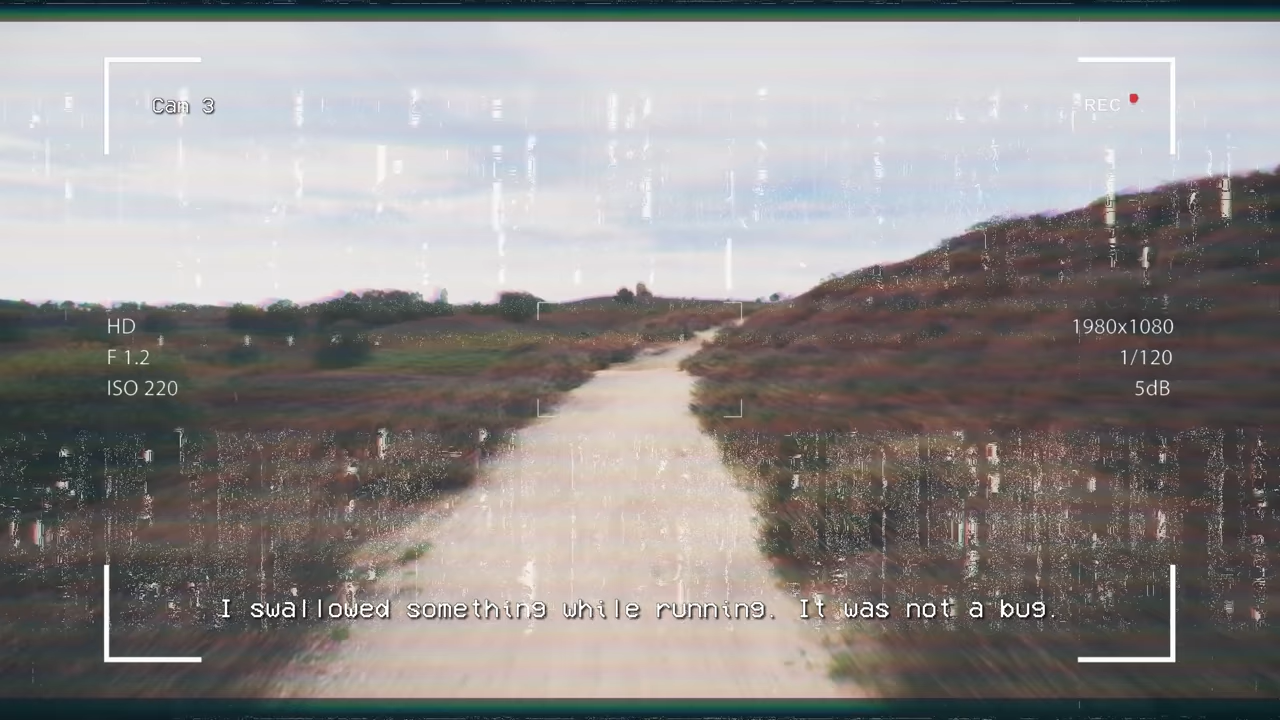 Cam 3
REC
HD
F 1.2
ISO 220
1980x1080
1/120
5dB
I swallowed something while running. It was not a bug.